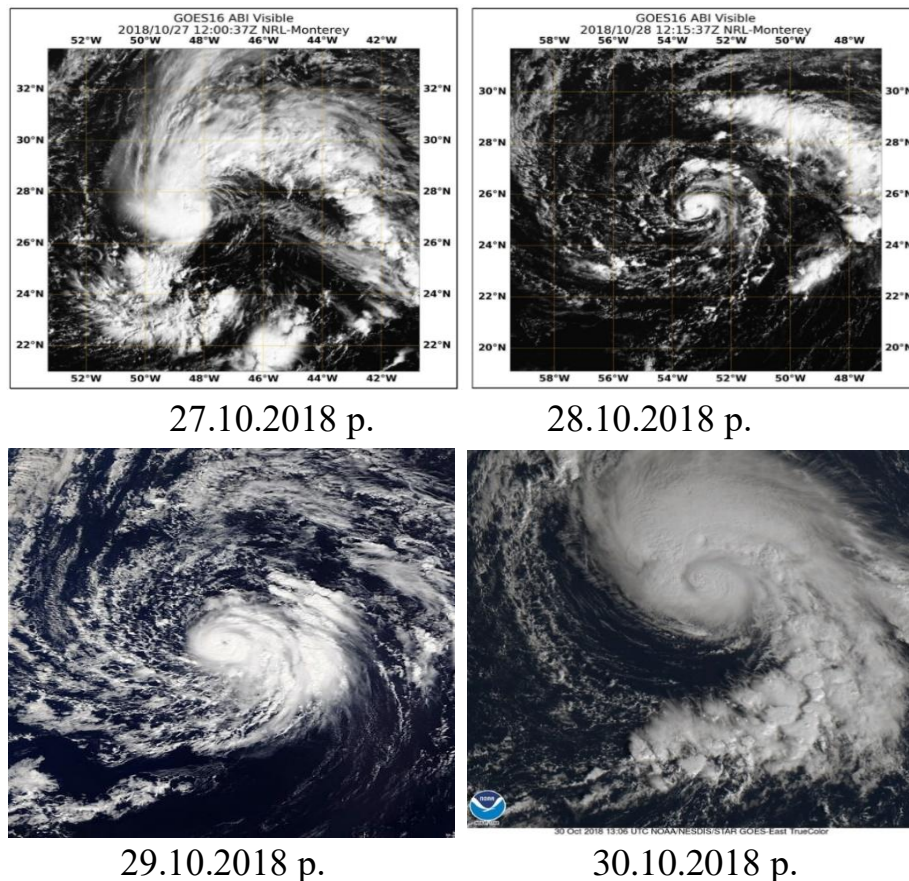 GOES16 ABI Visible
2018/10/27 12:00:37Z NRL-Monterey
52°W 50°W 48°W 46°W 44°W 42°W
32°N 32°N
30°N 30°N
28°N 28°N
26°N 26°N
24°N 24°N
22°N 22°N
52°W 50°W 48°W 46°W 44°W 42°W
27.10.2018 р.
GOES16 ABI Visible
2018/10/28 12:15:37Z NRL-Monterey
58°W 56°W 54°W 52°W 50°W 48°W
30°N 30°N
28°N 28°N
26°N 26°N
24°N 24°N
22°N 22°N
20°N 20°N
58°W 56°W 54°W 52°W 50°W 48°W
28.10.2018 р.
29.10.2018 р.
NOAA
30 Oct 2018 13:06 UTC NOAA/NESDIS/STAR GOES-East TrueColor
30.10.2018 р.